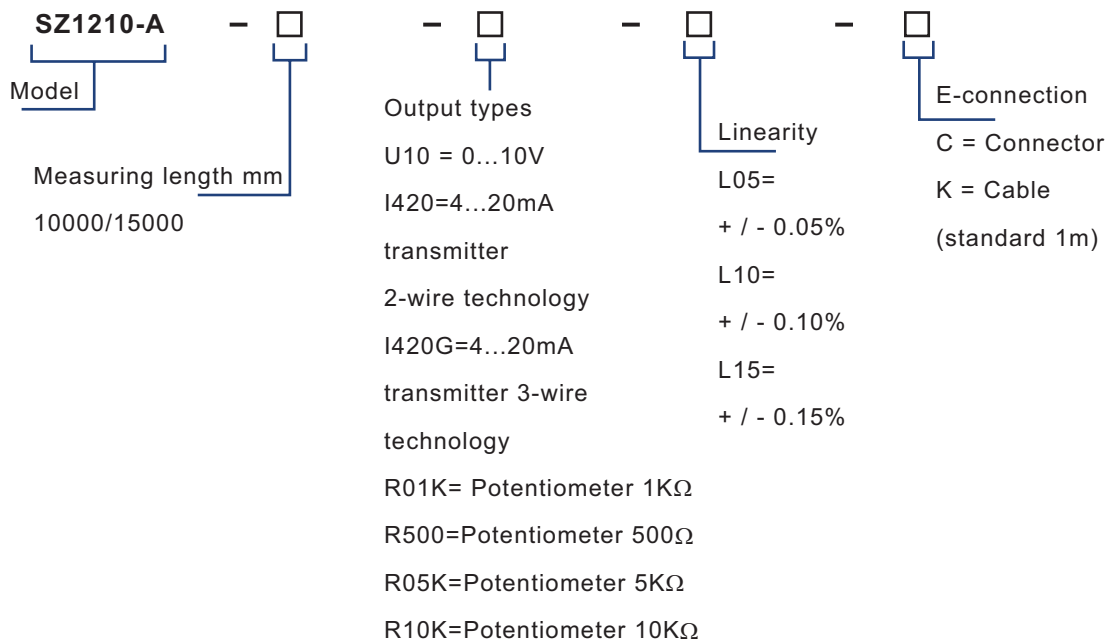 SZ1210-A – □ – □ – □ – □
Model
Measuring length mm
10000/15000
Output types
U10 = 0...10V
I420=4...20mA
transmitter
2-wire technology
I420G=4...20mA
transmitter 3-wire
technology
R01K= Potentiometer 1KΩ
R500=Potentiometer 500Ω
R05K=Potentiometer 5KΩ
R10K=Potentiometer 10KΩ
Linearity
L05=
+ / - 0.05%
L10=
+ / - 0.10%
L15=
+ / - 0.15%
E-connection
C = Connector
K = Cable
(standard 1m)